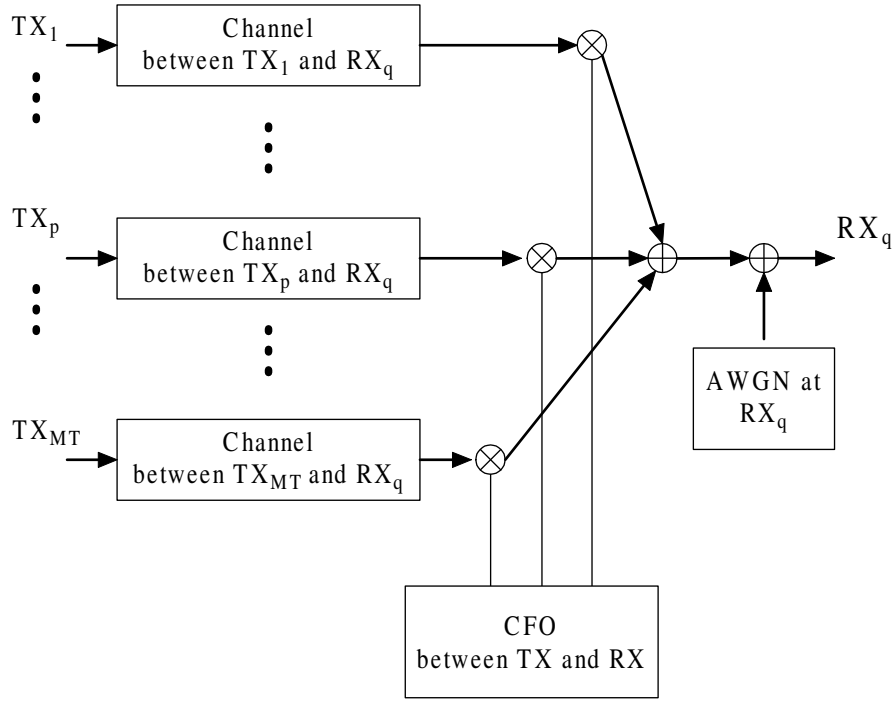 TX1
Channel
between TX1 and RXq
TXp
Channel
between TXp and RXq
RXq
AWGN at
RXq
TXMT
Channel
between TXMT and RXq
CFO
between TX and RX